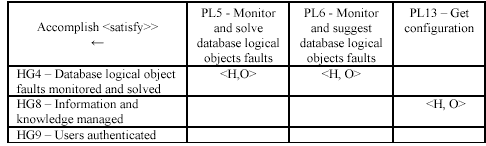 Accomplish <satisfy>>
←
PL5 - Monitor
and solve
database logical
objects faults
PL6 - Monitor
and suggest
database logical
objects faults
PL13 – Get
configuration
HG4 – Database logical object
faults monitored and solved
<H,O>
<H, O>
HG8 – Information and
knowledge managed
<H, O>
HG9 – Users authenticated